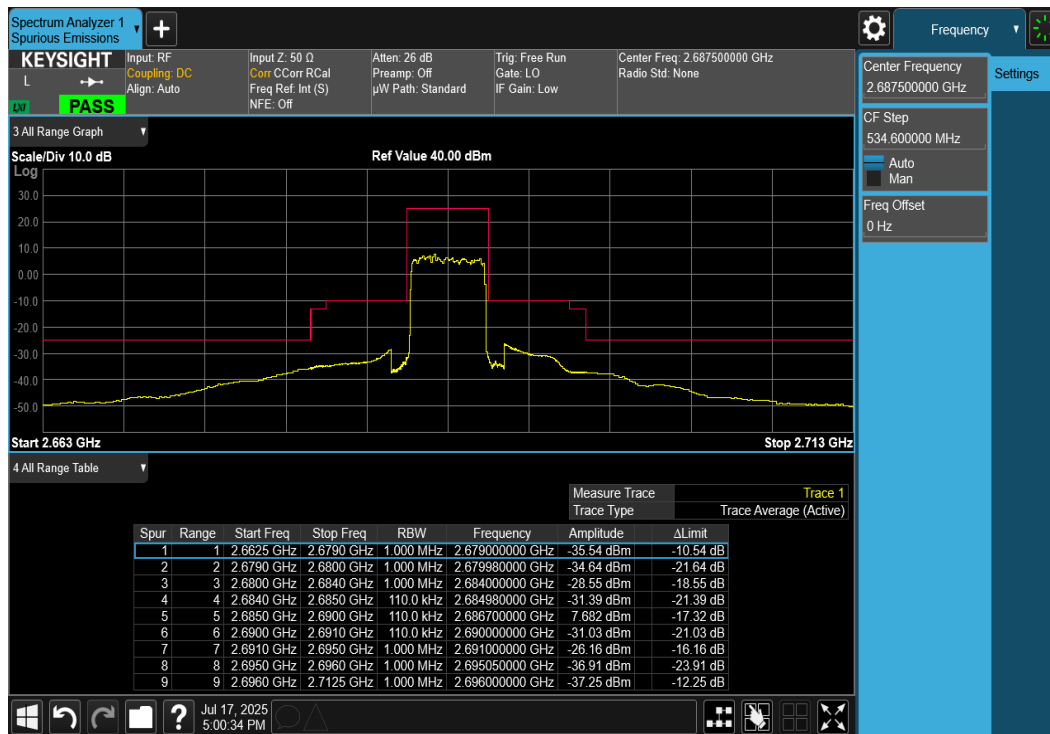 Spectrum Analyzer 1
Spurious Emissions
Frequency
KEYSIGHT
L
LXI
PASS
Input: RF
Coupling: DC
Align: Auto
Input Z: 50 Ω
Corr CCorr RCal
Freq Ref: Int (S)
NFE: Off
Atten: 26 dB
Preamp: Off
µW Path: Standard
Trig: Free Run
Gate: LO
IF Gain: Low
Center Freq: 2.687500000 GHz
Radio Std: None
Center Frequency
2.687500000 GHz
Settings
CF Step
534.600000 MHz
Auto
Man
Freq Offset
0 Hz
3 All Range Graph
Scale/Div 10.0 dB
Ref Value 40.00 dBm
Log
30.0
20.0
10.0
0.00
-10.0
-20.0
-30.0
-40.0
-50.0
Start 2.663 GHz
Stop 2.713 GHz
4 All Range Table
Measure Trace Trace 1
Trace Type Trace Average (Active)
Spur Range Start Freq Stop Freq RBW Frequency Amplitude ΔLimit
1 1 2.6625 GHz 2.6790 GHz 1.000 MHz 2.679000000 GHz -35.54 dBm -10.54 dB
2 2 2.6790 GHz 2.6800 GHz 1.000 MHz 2.679980000 GHz -34.64 dBm -21.64 dB
3 3 2.6800 GHz 2.6840 GHz 1.000 MHz 2.684000000 GHz -28.55 dBm -18.55 dB
4 4 2.6840 GHz 2.6850 GHz 110.0 kHz 2.684980000 GHz -31.39 dBm -21.39 dB
5 5 2.6850 GHz 2.6900 GHz 110.0 kHz 2.686700000 GHz 7.682 dBm -17.32 dB
6 6 2.6900 GHz 2.6910 GHz 110.0 kHz 2.690000000 GHz -31.03 dBm -21.03 dB
7 7 2.6910 GHz 2.6950 GHz 1.000 MHz 2.691000000 GHz -26.16 dBm -16.16 dB
8 8 2.6950 GHz 2.6960 GHz 1.000 MHz 2.695050000 GHz -36.91 dBm -23.91 dB
9 9 2.6960 GHz 2.7125 GHz 1.000 MHz 2.696000000 GHz -37.25 dBm -12.25 dB
Jul 17, 2025
5:00:34 PM